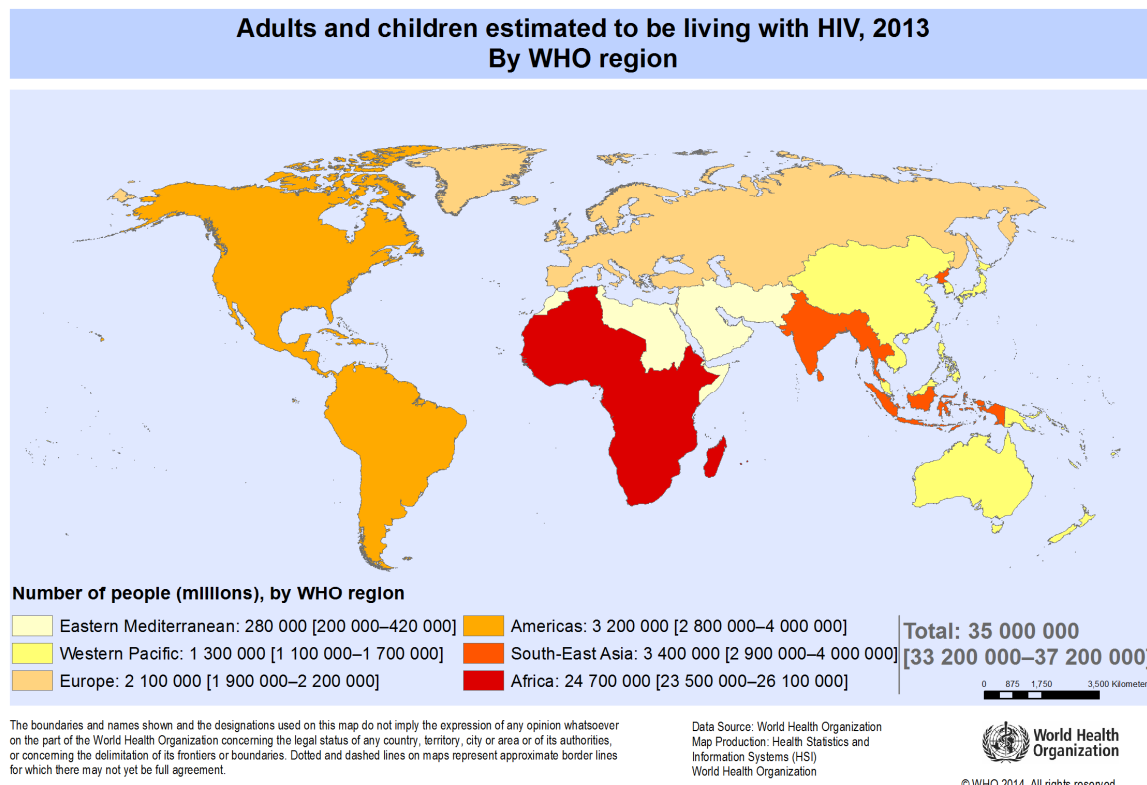 Adults and children estimated to be living with HIV, 2013
By WHO region
Number of people (millions), by WHO region
Eastern Mediterranean: 280 000 [200 000–420 000]
Western Pacific: 1 300 000 [1 100 000–1 700 000]
Europe: 2 100 000 [1 900 000–2 200 000]
Americas: 3 200 000 [2 800 000–4 000 000]
South-East Asia: 3 400 000 [2 900 000–4 000 000]
Africa: 24 700 000 [23 500 000–26 100 000]
Total: 35 000 000
[33 200 000–37 200 000]
0 875 1,750 3,500 Kilometer
The boundaries and names shown and the designations used on this map do not imply the expression of any opinion whatsoever
on the part of the World Health Organization concerning the legal status of any country, territory, city or area or of its authorities,
or concerning the delimitation of its frontiers or boundaries. Dotted and dashed lines on maps represent approximate border lines
for which there may not yet be full agreement.
Data Source: World Health Organization
Map Production: Health Statistics and
Information Systems (HSI)
World Health Organization
World Health
Organization
© WHO 2014. All rights reserved